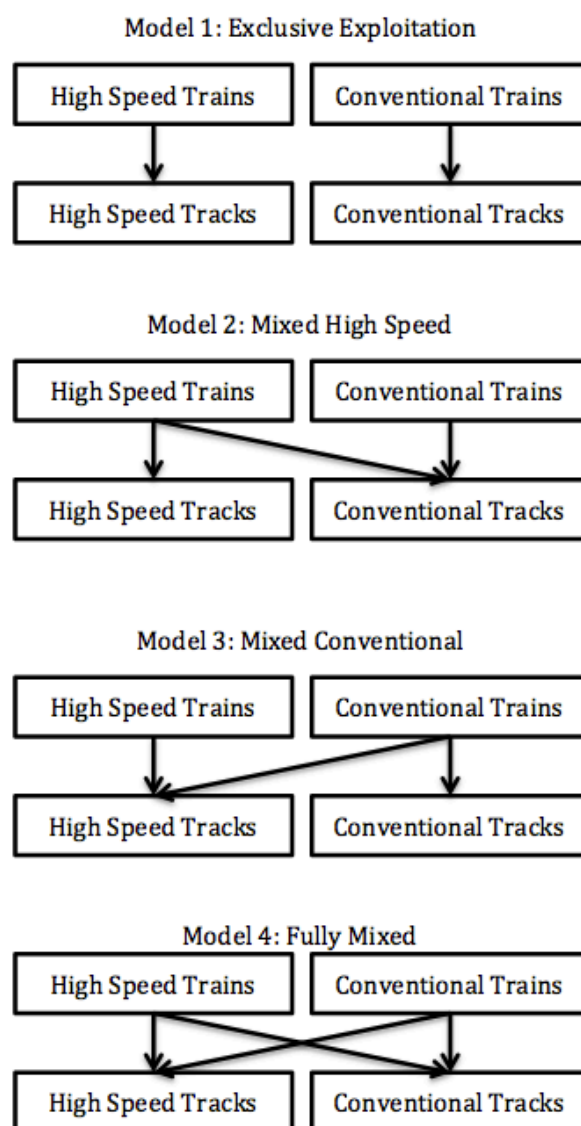 Model 1: Exclusive Exploitation
High Speed Trains
Conventional Trains
High Speed Tracks
Conventional Tracks
Model 2: Mixed High Speed
High Speed Trains
Conventional Trains
High Speed Tracks
Conventional Tracks
Model 3: Mixed Conventional
High Speed Trains
Conventional Trains
High Speed Tracks
Conventional Tracks
Model 4: Fully Mixed
High Speed Trains
Conventional Trains
High Speed Tracks
Conventional Tracks